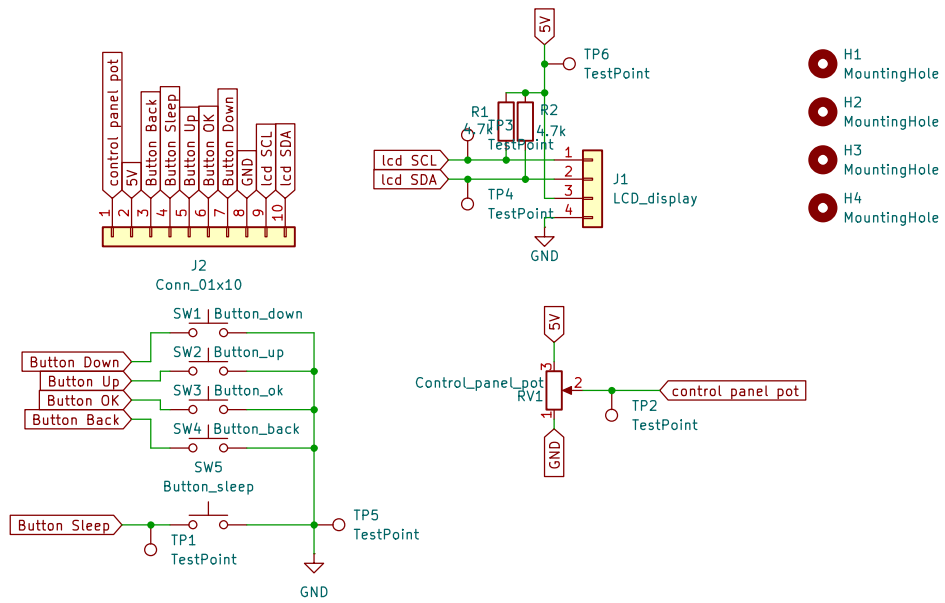 control panel pot
5V
Button Back
Button Sleep
Button Up
Button OK
Button Down
GND
lcd SCL
lcd SDA
1
2
3
4
5
6
7
8
9
10
J2
Conn_01x10
5V
TP6
TestPoint
R1
4.7k
R2
4.7k
TP3
TestPoint
lcd SCL
lcd SDA
TP4
TestPoint
1
2
3
4
J1
LCD_display
GND
H1
MountingHole
H2
MountingHole
H3
MountingHole
H4
MountingHole
SW1 Button_down
SW2 Button_up
SW3 Button_ok
SW4 Button_back
SW5
Button_sleep
Button Down
Button Up
Button OK
Button Back
Button Sleep
TP1
TestPoint
TP5
TestPoint
GND
5V
3
Control_panel_pot
RV1
2
1
GND
TP2
TestPoint
control panel pot